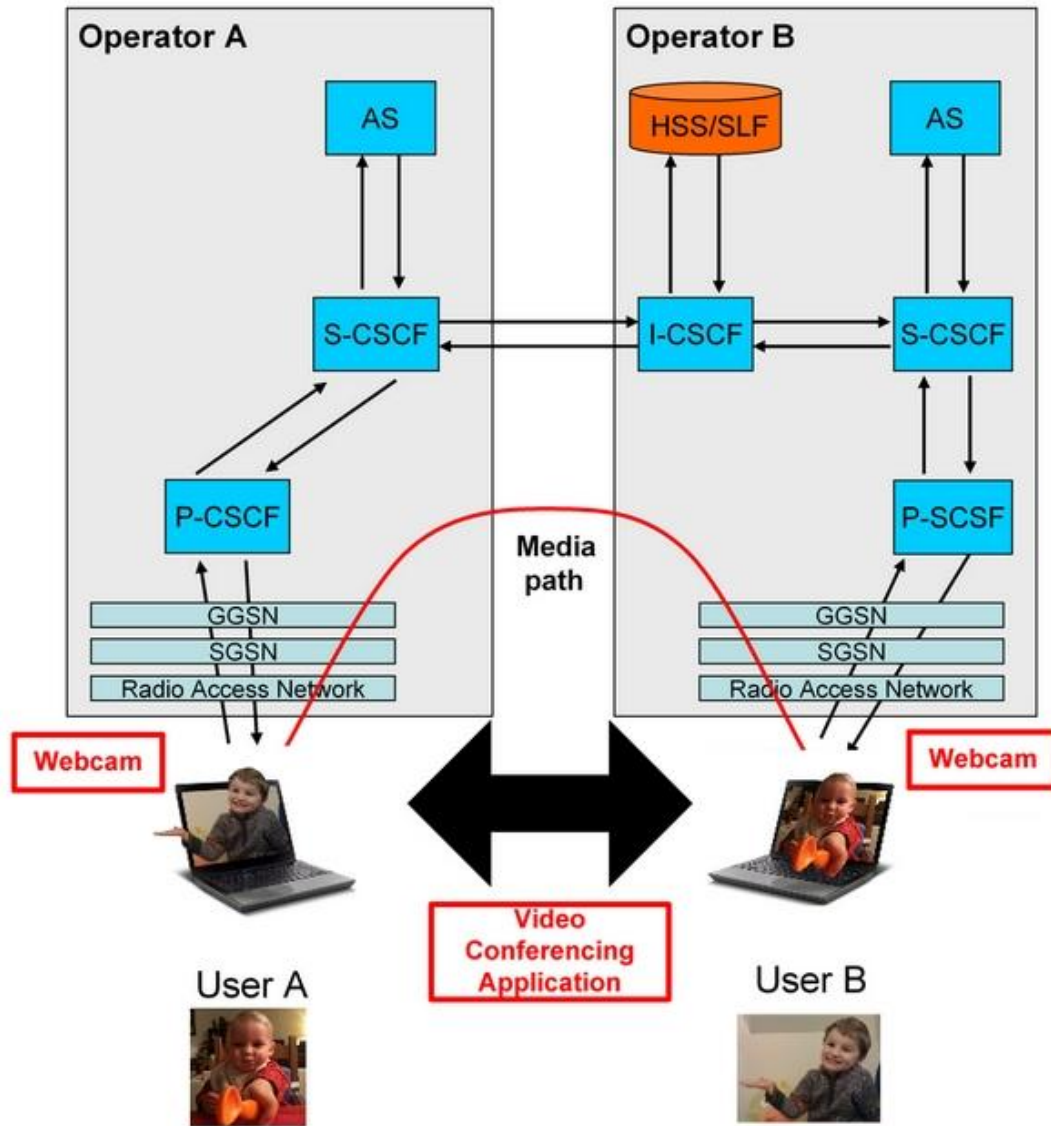 Operator A
Operator B
AS
HSS/SLF
AS
S-CSCF
I-CSCF
S-CSCF
P-CSCF
P-SCSF
Media
path
GGSN
SGSN
Radio Access Network
GGSN
SGSN
Radio Access Network
Webcam
Webcam
Video
Conferencing
Application
User A
User B